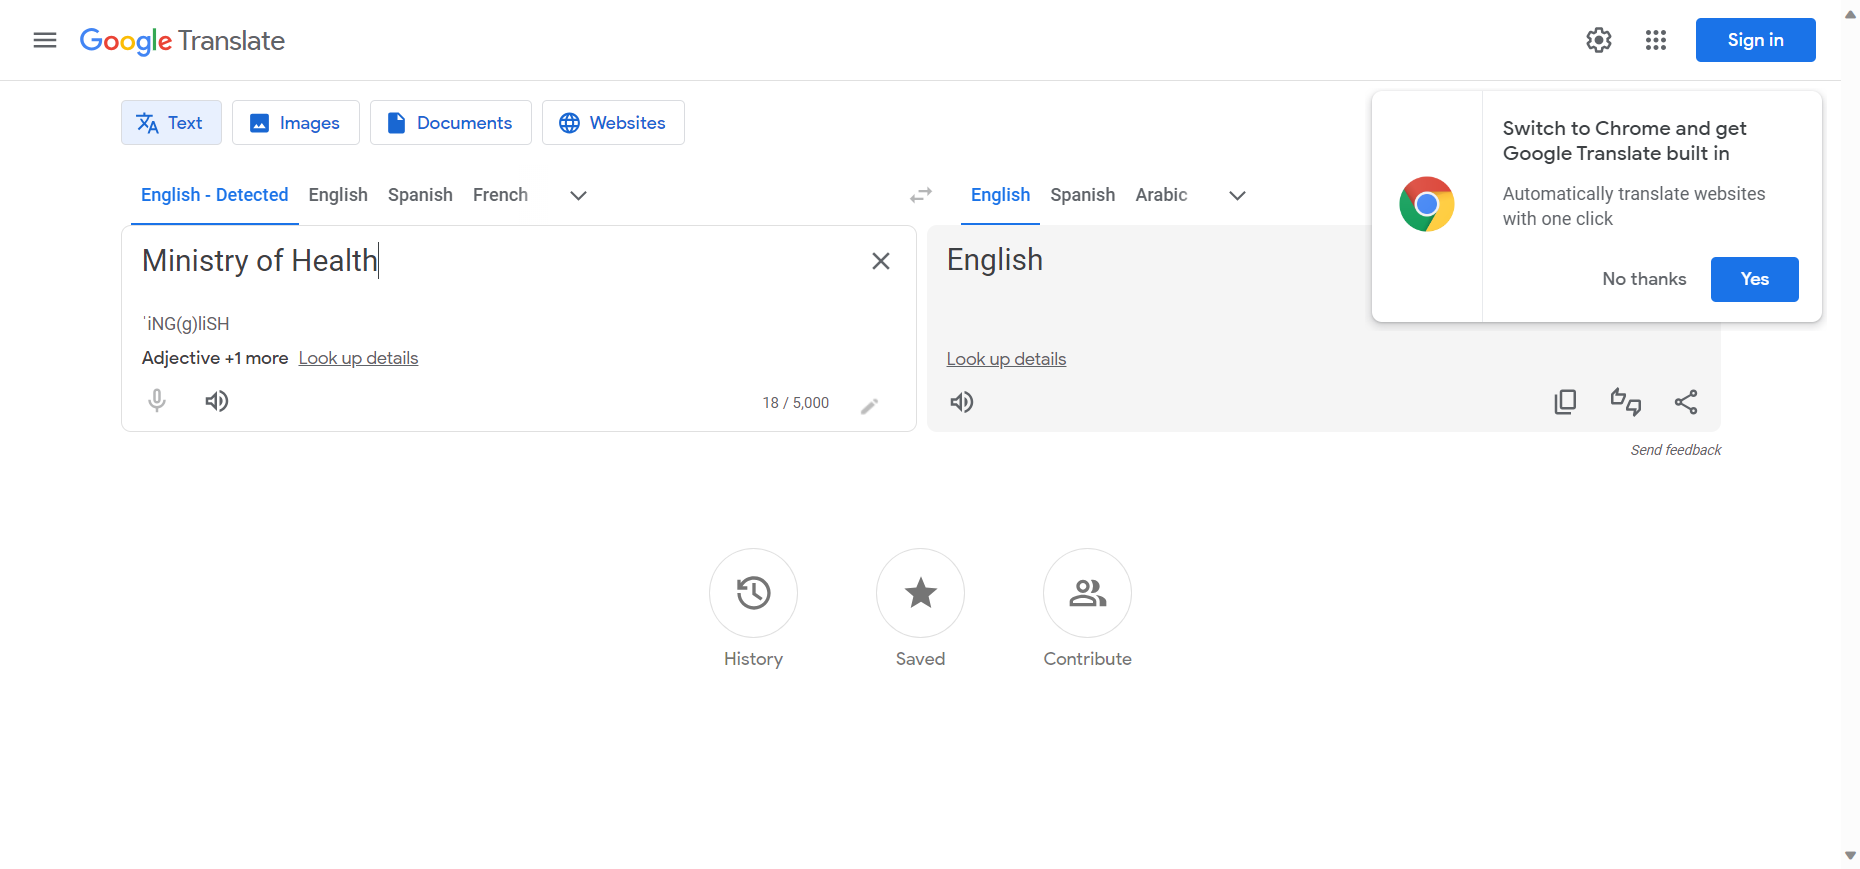 Google Translate
Sign in
Text
Images
Documents
Websites
English - Detected
English
Spanish
French
English
Spanish
Arabic
Ministry of Health
ˈiNG(g)liSH
Adjective +1 more
Look up details
18 / 5,000
English
Look up details
Send feedback
Switch to Chrome and get
Google Translate built in
Automatically translate websites
with one click
No thanks
Yes
History
Saved
Contribute